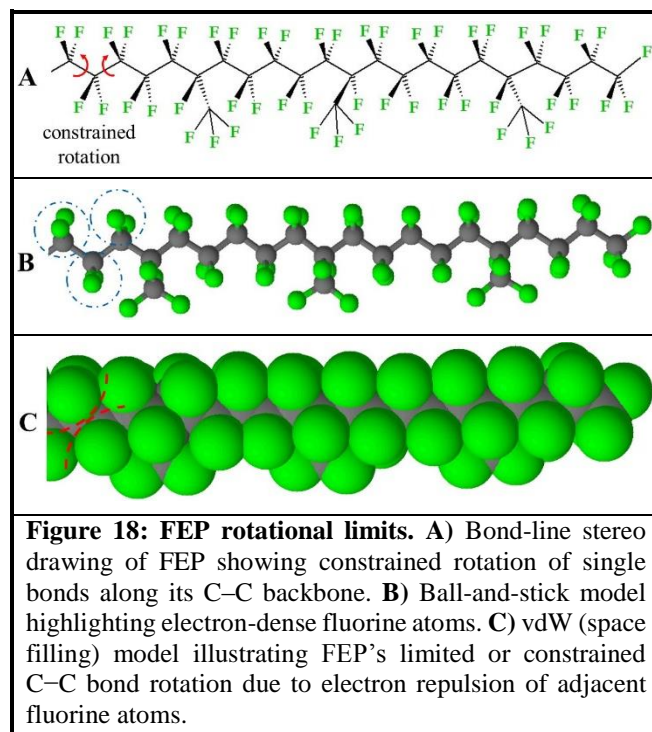 F F F F F F F F F F F F F F F F F F F F F F F
A
F F F F F F F F F F F F F F F F F F F
F F F F F F F F F
constrained
rotation
B
C
Figure 18: FEP rotational limits. A) Bond-line stereo
drawing of FEP showing constrained rotation of single
bonds along its C–C backbone. B) Ball-and-stick model
highlighting electron-dense fluorine atoms. C) vdW (space
filling) model illustrating FEP’s limited or constrained
C−C bond rotation due to electron repulsion of adjacent
fluorine atoms.